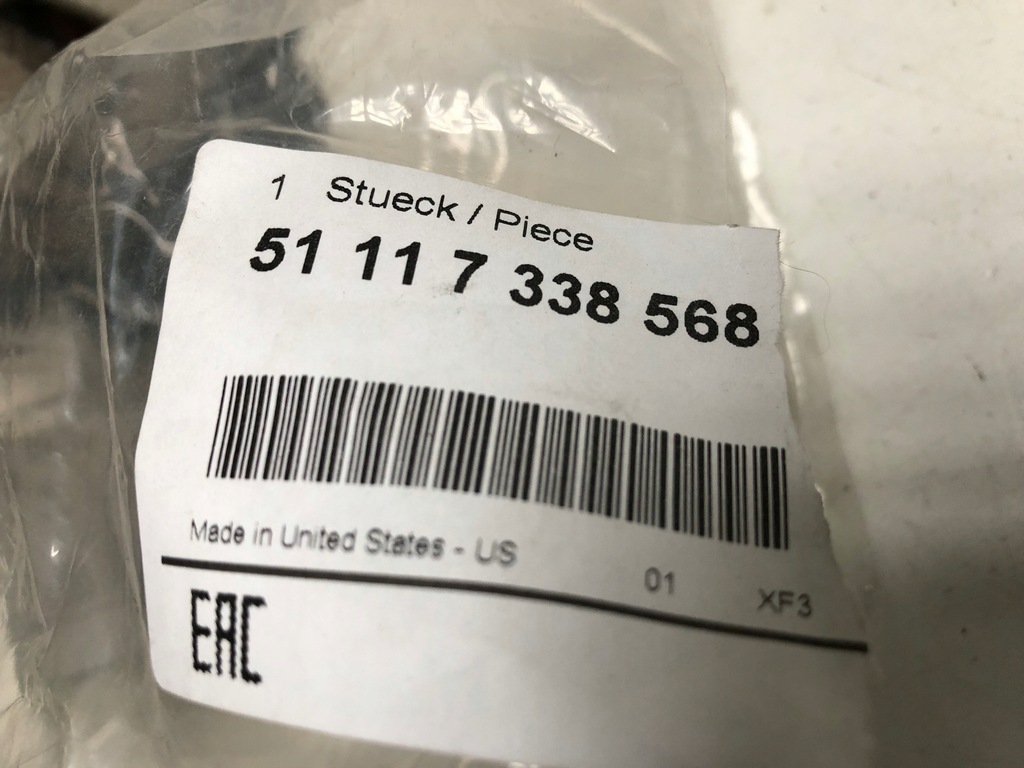 1 Stueck / Piece
51 11 7 338 568
Made in United States - US
01 XF3
EAC